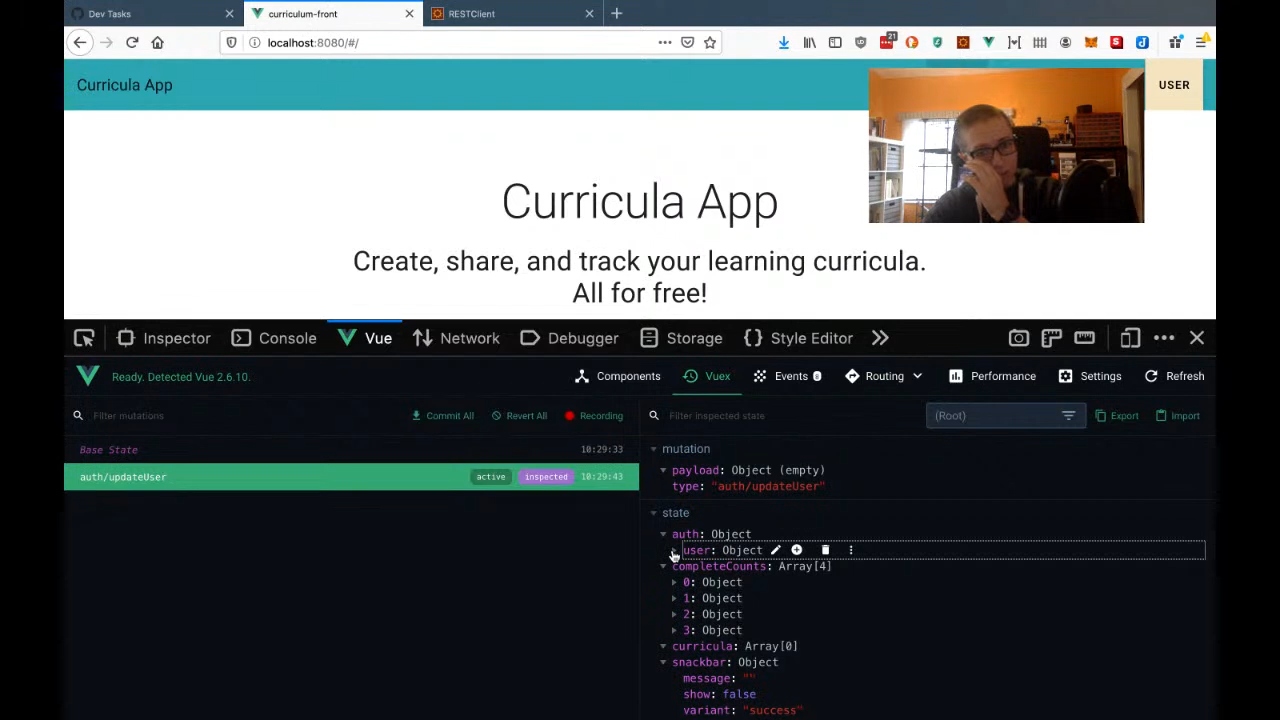 Dev Tasks
curriculum-front
RESTClient
localhost:8080/#/
21
Curricula App
USER
Curricula App
Create, share, and track your learning curricula.
All for free!
Inspector
Console
Vue
Network
Debugger
Storage
{} Style Editor
Ready. Detected Vue 2.6.10.
Components
Vuex
Events 8
Routing
Performance
Settings
Refresh
Filter mutations
Commit All
Revert All
Recording
Filter inspected state
(Root)
Export
Import
Base State
10:29:33
auth/updateUser
active
inspected
10:29:43
mutation
payload: Object (empty)
type: "auth/updateUser"
state
auth: Object
user: Object
completeCounts: Array[4]
0: Object
1: Object
2: Object
3: Object
curricula: Array[0]
snackbar: Object
message: ""
show: false
variant: "success"